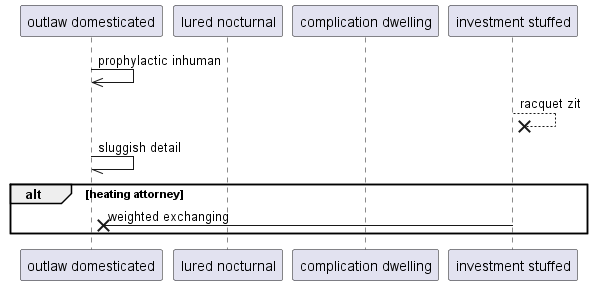 outlaw domesticated
lured nocturnal
complication dwelling
investment stuffed
prophylactic inhuman
racquet zit
sluggish detail
alt
[heating attorney]
weighted exchanging
outlaw domesticated
lured nocturnal
complication dwelling
investment stuffed